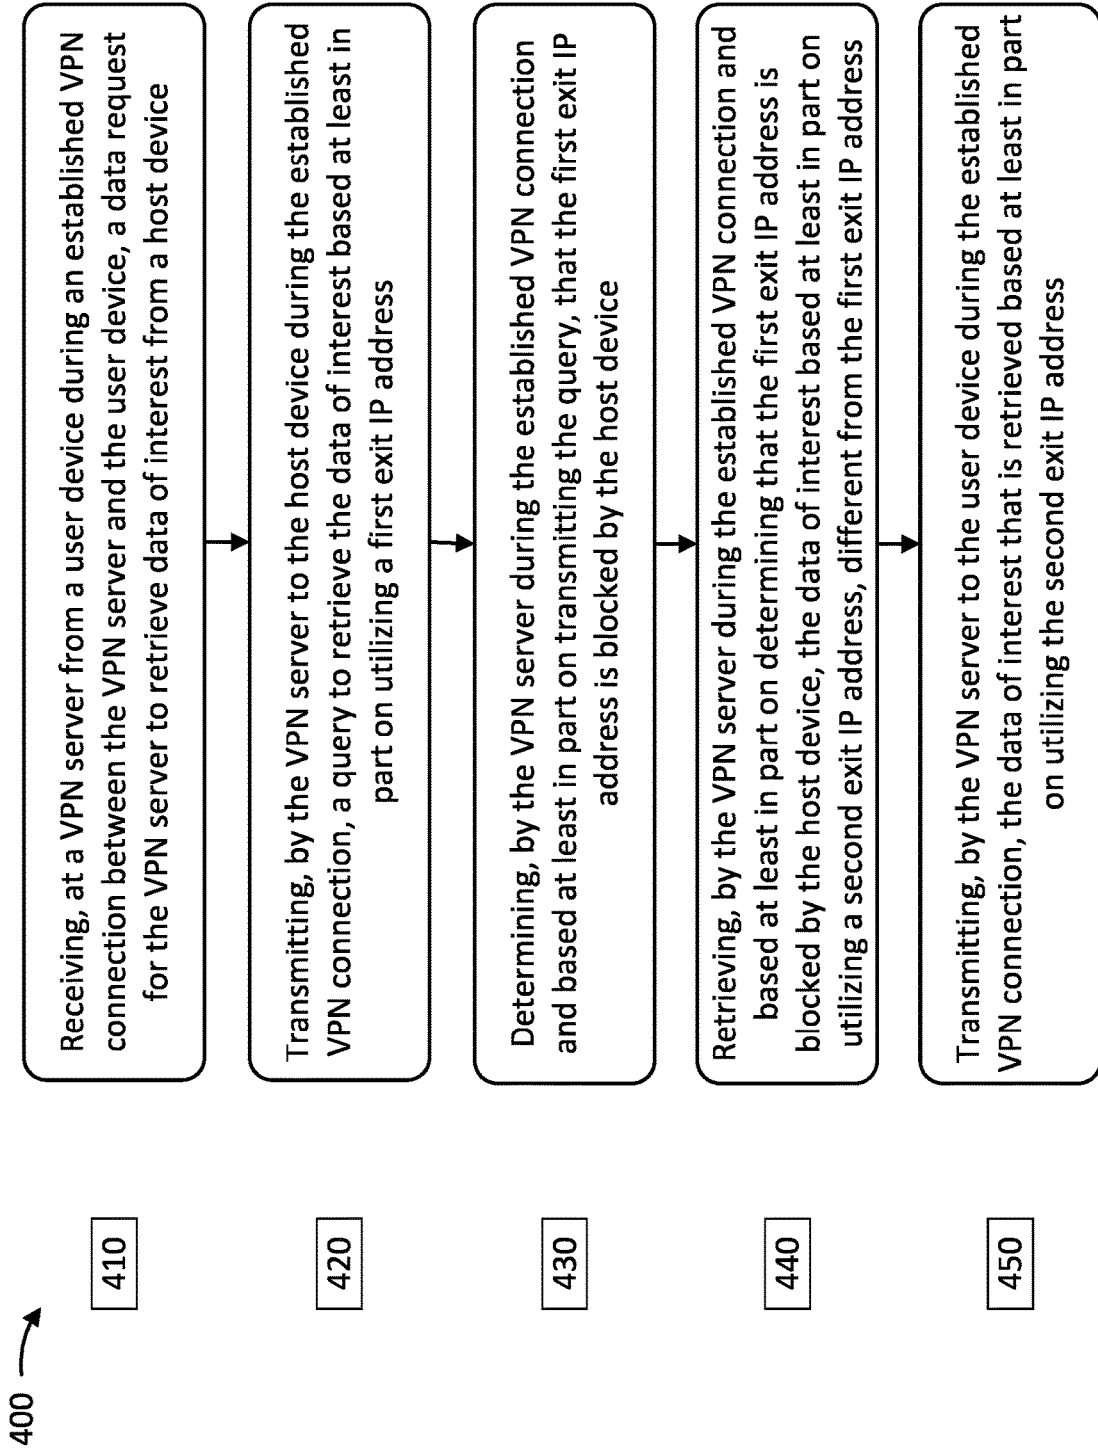 400
410
Receiving, at a VPN server from a user device during an established VPN
connection between the VPN server and the user device, a data request
for the VPN server to retrieve data of interest from a host device
420
Transmitting, by the VPN server to the host device during the established
VPN connection, a query to retrieve the data of interest based at least in
part on utilizing a first exit IP address
430
Determining, by the VPN server during the established VPN connection
and based at least in part on transmitting the query, that the first exit IP
address is blocked by the host device
440
Retrieving, by the VPN server during the established VPN connection and
based at least in part on determining that the first exit IP address is
blocked by the host device, the data of interest based at least in part on
utilizing a second exit IP address, different from the first exit IP address
450
Transmitting, by the VPN server to the user device during the established
VPN connection, the data of interest that is retrieved based at least in part
on utilizing the second exit IP address